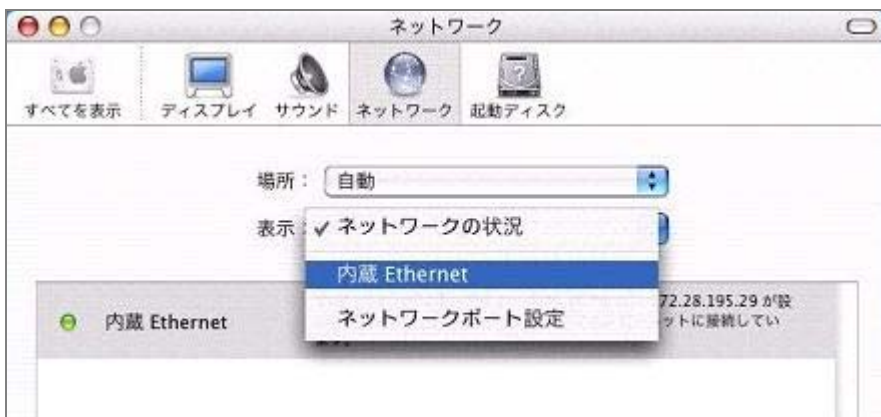 ネットワーク
すべてを表示
ディスプレイ
サウンド
ネットワーク
起動ディスク
場所：
自動
表示：
✓ ネットワークの状況
内蔵 Ethernet
ネットワークポート設定
内蔵 Ethernet
72.28.195.29 が設
ットに接続してい
ます。